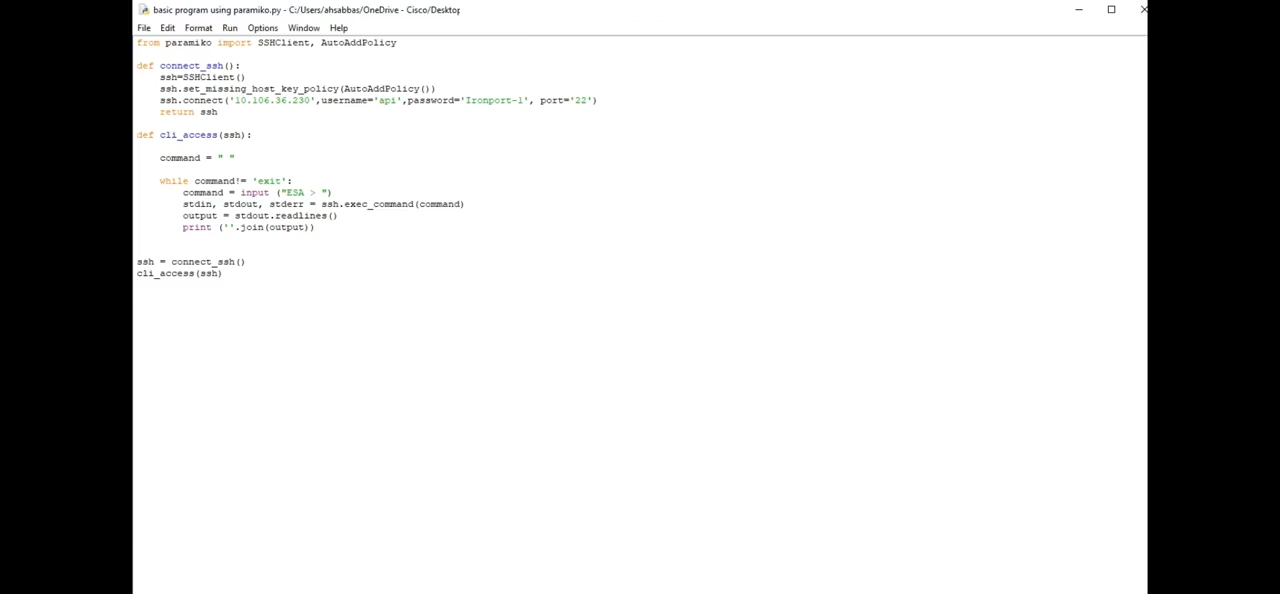 basic program using paramiko.py - C:/Users/ahsabbas/OneDrive - Cisco/Desktop
File Edit Format Run Options Window Help
from paramiko import SSHClient, AutoAddPolicy
def connect_ssh():
    ssh=SSHClient()
    ssh.set_missing_host_key_policy(AutoAddPolicy())
    ssh.connect('10.106.36.230',username='api',password='Ironport-1', port='22')
    return ssh
def cli_access(ssh):
    command = " "
    while command!= 'exit':
        command = input ("ESA > ")
        stdin, stdout, stderr = ssh.exec_command(command)
        output = stdout.readlines()
        print (''.join(output))
ssh = connect_ssh()
cli_access(ssh)